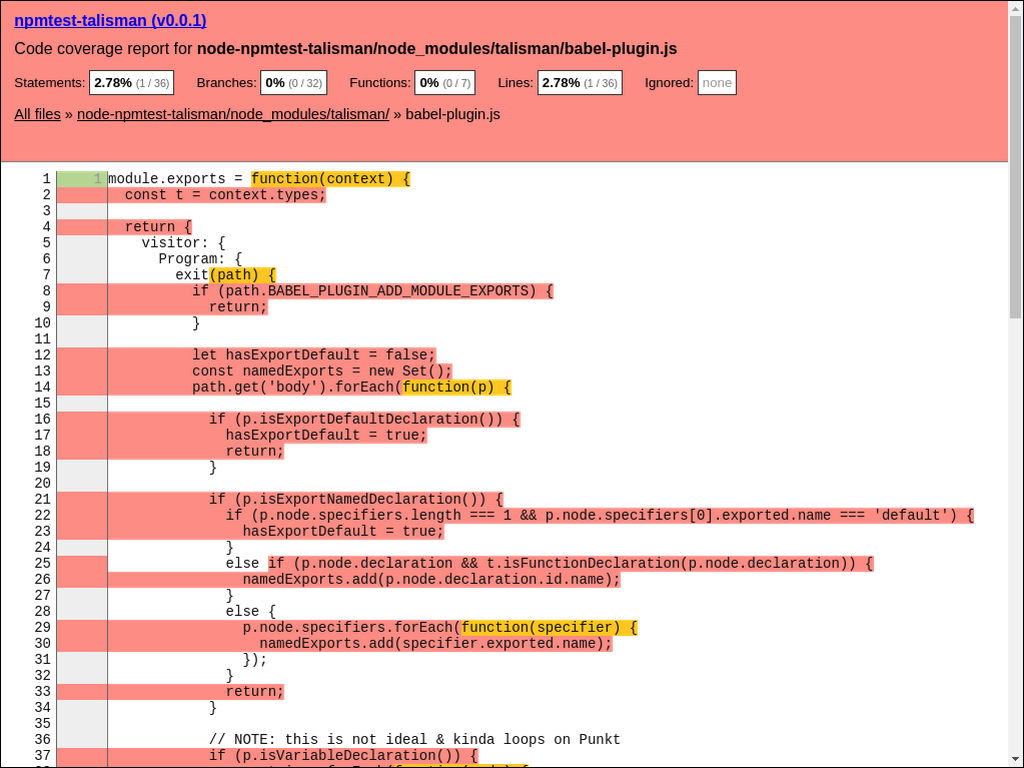 npmtest-talisman (v0.0.1)
Code coverage report for node-npmtest-talisman/node_modules/talisman/babel-plugin.js
Statements: 2.78% (1 / 36) Branches: 0% (0 / 32) Functions: 0% (0 / 7) Lines: 2.78% (1 / 36) Ignored: none
All files » node-npmtest-talisman/node_modules/talisman/ » babel-plugin.js
1 1 module.exports = function(context) {
2 const t = context.types;
3
4 return {
5 visitor: {
6 Program: {
7 exit(path) {
8 if (path.BABEL_PLUGIN_ADD_MODULE_EXPORTS) {
9 return;
10 }
11
12 let hasExportDefault = false;
13 const namedExports = new Set();
14 path.get('body').forEach(function(p) {
15
16 if (p.isExportDefaultDeclaration()) {
17 hasExportDefault = true;
18 return;
19 }
20
21 if (p.isExportNamedDeclaration()) {
22 if (p.node.specifiers.length === 1 && p.node.specifiers[0].exported.name === 'default') {
23 hasExportDefault = true;
24 }
25 else if (p.node.declaration && t.isFunctionDeclaration(p.node.declaration)) {
26 namedExports.add(p.node.declaration.id.name);
27 }
28 else {
29 p.node.specifiers.forEach(function(specifier) {
30 namedExports.add(specifier.exported.name);
31 });
32 }
33 return;
34 }
35
36 // NOTE: this is not ideal & kinda loops on Punkt
37 if (p.isVariableDeclaration()) {